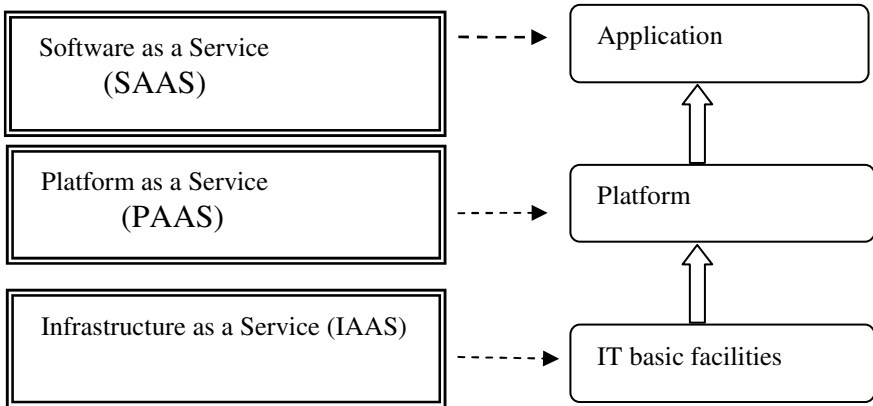 Software as a Service
(SAAS)
Application
Platform as a Service
(PAAS)
Platform
Infrastructure as a Service (IAAS)
IT basic facilities